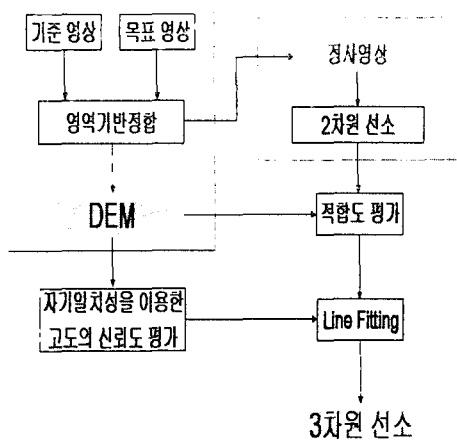 기준 영상
목표 영상
정사영상
영역기반정합
2차원 선소
DEM
적합도 평가
자기일치성을 이용한
고도의 신뢰도 평가
Line Fitting
3차원 선소